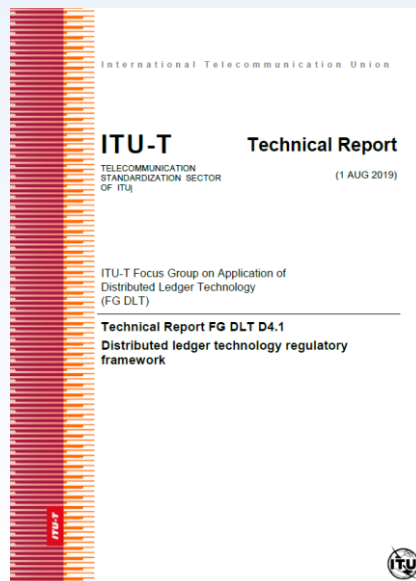 International Telecommunication Union
ITU-T
Technical Report
TELECOMMUNICATION
STANDARDIZATION SECTOR
OF ITU
(1 AUG 2019)
ITU-T Focus Group on Application of
Distributed Ledger Technology
(FG DLT)
Technical Report FG DLT D4.1
Distributed ledger technology regulatory
framework
ITU-T
ITU